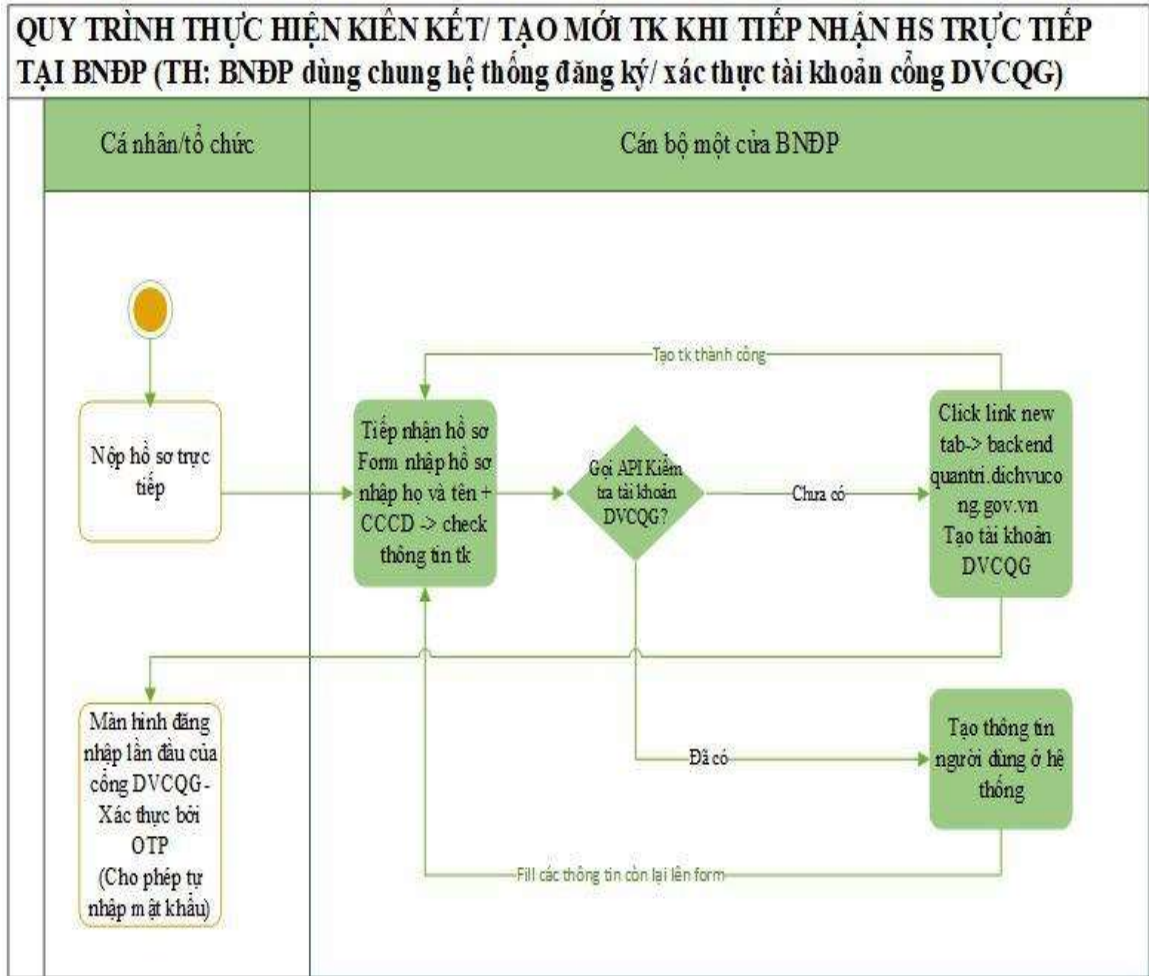 QUY TRÌNH THỰC HIỆN KIÊN KẾT/ TẠO MỚI TK KHI TIẾP NHẬN HS TRỰC TIẾP
TẠI BNĐP (TH: BNĐP dùng chung hệ thống đăng ký/ xác thực tài khoản cổng DVCQG)
Cá nhân/tổ chức
Cán bộ một cửa BNĐP
Tạo tk thành công
Nộp hồ sơ trực
tiếp
Tiếp nhận hồ sơ
Form nhập hồ sơ
nhập họ và tên +
CCCD -> check
thông tin tk
Gọi API Kiểm
tra tài khoản
DVCQG?
Chưa có
Click link new
tab-> backend
quantri.dichvuco
ng.gov.vn
Tạo tài khoản
DVCQG
Màn hình đăng
nhập lần đầu của
cổng DVCQG -
Xác thực bởi
OTP
(Cho phép tự
nhập mật khẩu)
Đã có
Tạo thông tin
người dùng ở hệ
thống
Fill các thông tin còn lại lên form